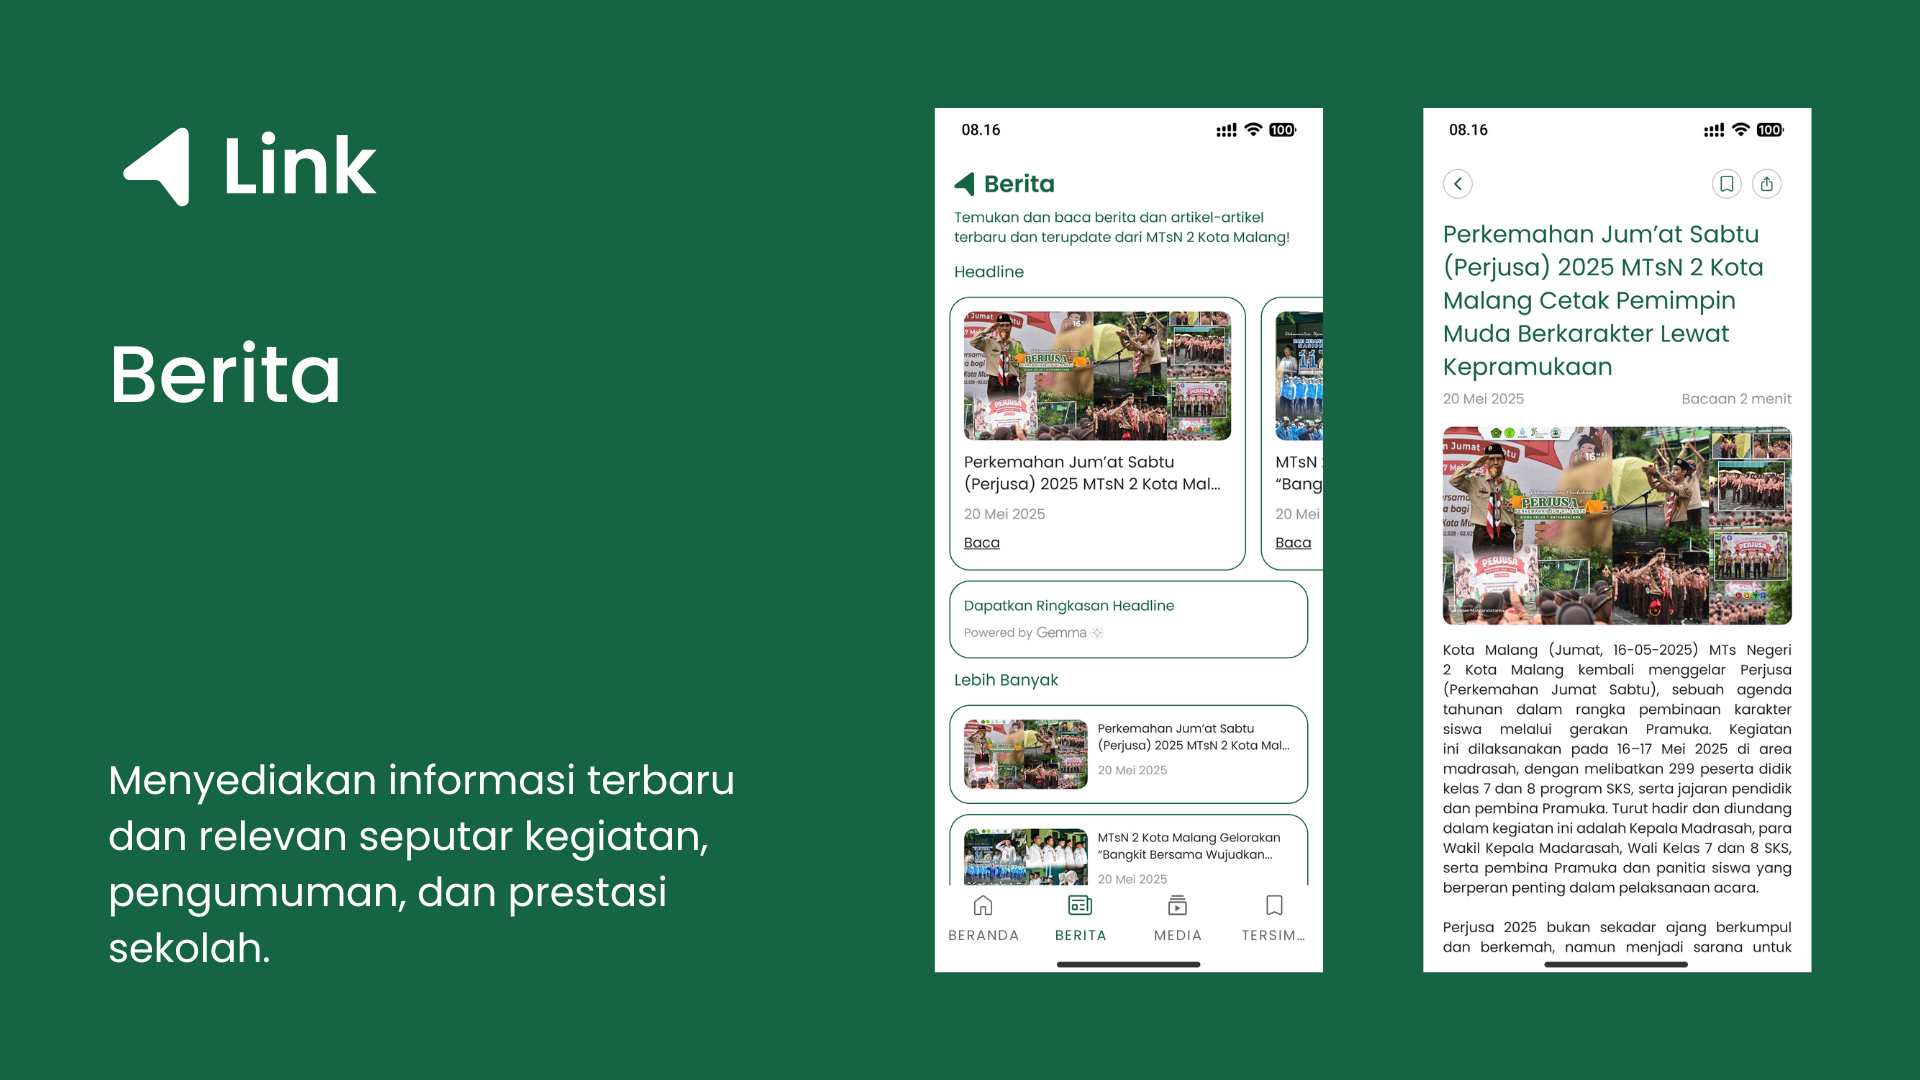 Link
Berita
Menyediakan informasi terbaru
dan relevan seputar kegiatan,
pengumuman, dan prestasi
sekolah.
08.16
100
Berita
Temukan dan baca berita dan artikel-artikel
terbaru dan terupdate dari MTsN 2 Kota Malang!
Headline
PERJUSA
PERJUSA
Perkemahan Jum’at Sabtu
(Perjusa) 2025 MTsN 2 Kota Mal...
20 Mei 2025
Baca
MTsN
“Bang
20 Mei
Baca
Dapatkan Ringkasan Headline
Powered by Gemma
Lebih Banyak
Perkemahan Jum’at Sabtu
(Perjusa) 2025 MTsN 2 Kota Mal...
20 Mei 2025
MTsN 2 Kota Malang Gelorakan
“Bangkit Bersama Wujudkan...
20 Mei 2025
BERANDA
BERITA
MEDIA
TERSIM...
08.16
100
Perkemahan Jum’at Sabtu
(Perjusa) 2025 MTsN 2 Kota
Malang Cetak Pemimpin
Muda Berkarakter Lewat
Kepramukaan
20 Mei 2025
Bacaan 2 menit
16
PERJUSA
PERKEMAHAN JUM'AT SABTU
PERJUSA
Kota Malang (Jumat, 16-05-2025) MTs Negeri
2 Kota Malang kembali menggelar Perjusa
(Perkemahan Jumat Sabtu), sebuah agenda
tahunan dalam rangka pembinaan karakter
siswa melalui gerakan Pramuka. Kegiatan
ini dilaksanakan pada 16–17 Mei 2025 di area
madrasah, dengan melibatkan 299 peserta didik
kelas 7 dan 8 program SKS, serta jajaran pendidik
dan pembina Pramuka. Turut hadir dan diundang
dalam kegiatan ini adalah Kepala Madrasah, para
Wakil Kepala Madarasah, Wali Kelas 7 dan 8 SKS,
serta pembina Pramuka dan panitia siswa yang
berperan penting dalam pelaksanaan acara.
Perjusa 2025 bukan sekadar ajang berkumpul
dan berkemah, namun menjadi sarana untuk